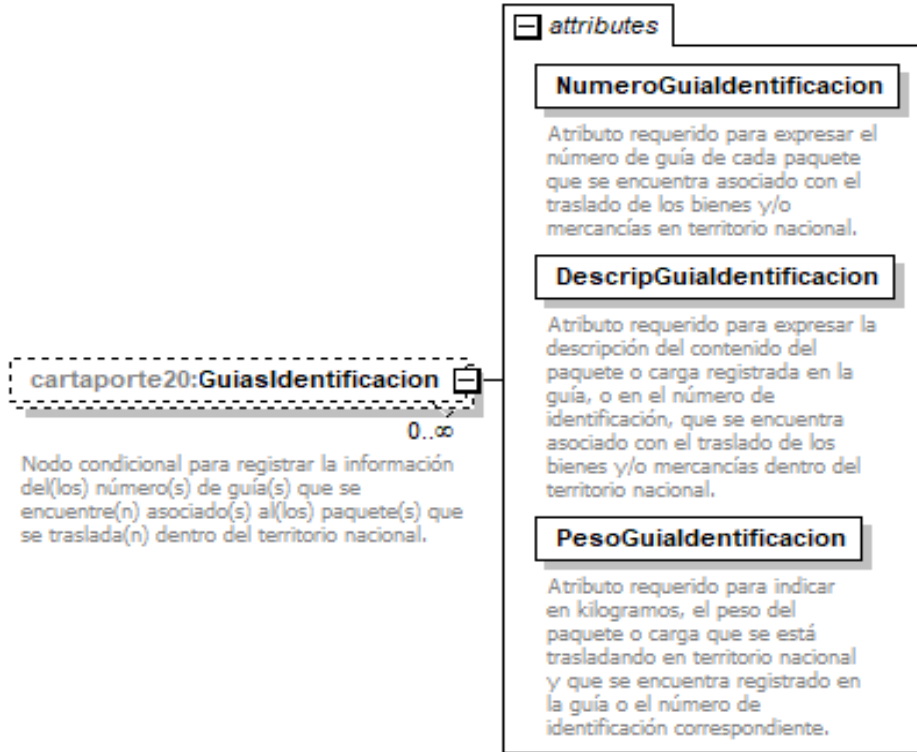 attributes
NumeroGuiaIdentificacion
Atributo requerido para expresar el
número de guía de cada paquete
que se encuentra asociado con el
traslado de los bienes y/o
mercancías en territorio nacional.
DescripGuiaIdentificacion
Atributo requerido para expresar la
descripción del contenido del
paquete o carga registrada en la
guía, o en el número de
identificación, que se encuentra
asociado con el traslado de los
bienes y/o mercancías dentro del
territorio nacional.
cartaporte20:GuiasIdentificacion
0..∞
Nodo condicional para registrar la información
del(los) número(s) de guía(s) que se
encuentre(n) asociado(s) al(los) paquete(s) que
se traslada(n) dentro del territorio nacional.
PesoGuiaIdentificacion
Atributo requerido para indicar
en kilogramos, el peso del
paquete o carga que se está
trasladando en territorio nacional
y que se encuentra registrado en
la guía o el número de
identificación correspondiente.